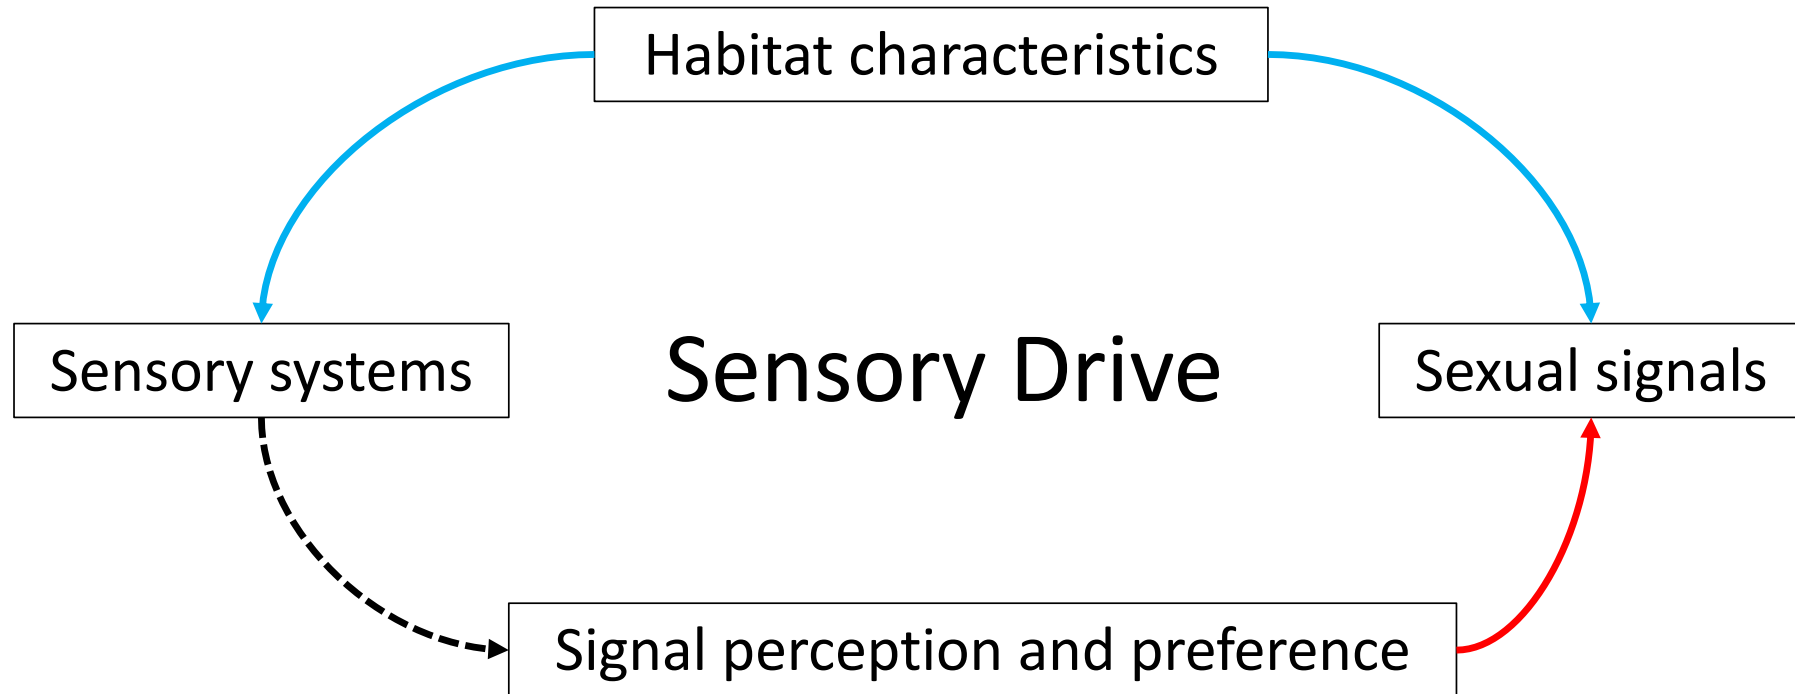 Habitat characteristics
Sensory systems
Sensory Drive
Sexual signals
Signal perception and preference